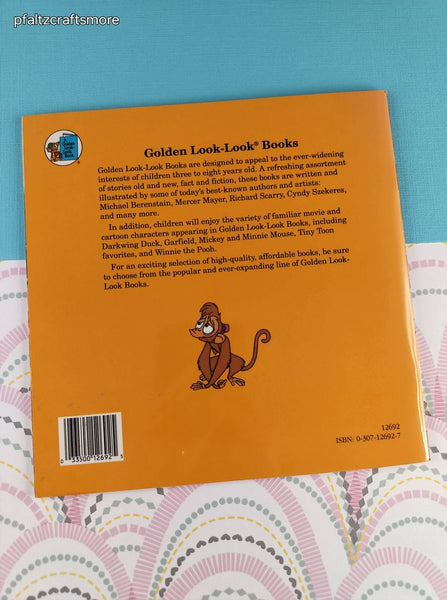 pfaltzcraftsmore
Golden Look-Look® Books
Golden Look-Look Books are designed to appeal to the ever-widening
interests of children three to eight years old. A refreshing assortment
of stories old and new, fact and fiction, these books are written and
illustrated by some of today's best-known authors and artists:
Michael Berenstain, Mercer Mayer, Richard Scarry, Cyndy Szekeres,
and many more.
In addition, children will enjoy the variety of familiar movie and
cartoon characters appearing in Golden Look-Look Books, including
Darkwing Duck, Garfield, Mickey and Minnie Mouse, Tiny Toon
favorites, and Winnie the Pooh.
For an exciting selection of high-quality, affordable books, be sure
to choose from the popular and ever-expanding line of Golden Look-
Look Books.
12692
ISBN: 0-307-12692-7
0 33500 12692 5